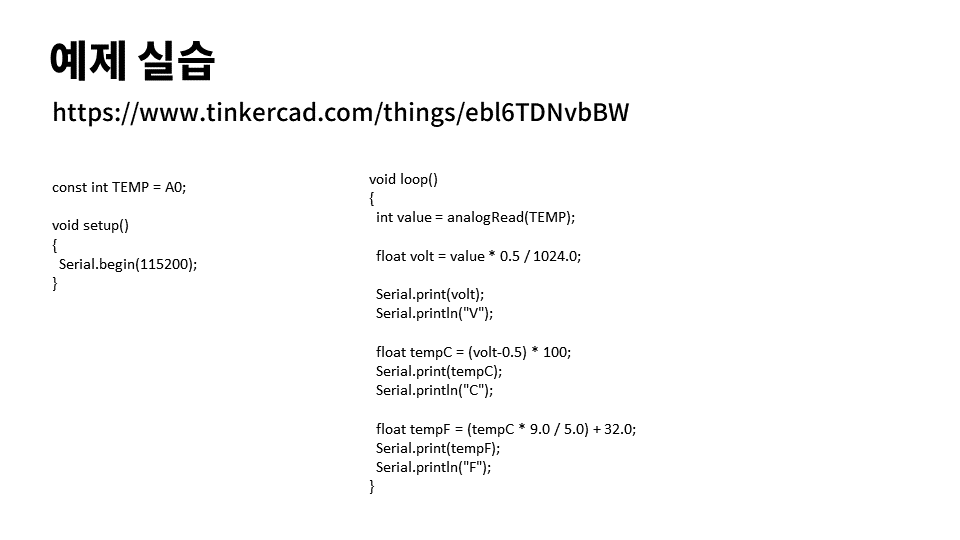 예제 실습
https://www.tinkercad.com/things/ebl6TDNvbBW
const int TEMP = A0;
void setup()
{
Serial.begin(115200);
}
void loop()
{
int value = analogRead(TEMP);
float volt = value * 0.5 / 1024.0;
Serial.print(volt);
Serial.println("V");
float tempC = (volt-0.5) * 100;
Serial.print(tempC);
Serial.println("C");
float tempF = (tempC * 9.0 / 5.0) + 32.0;
Serial.print(tempF);
Serial.println("F");
}